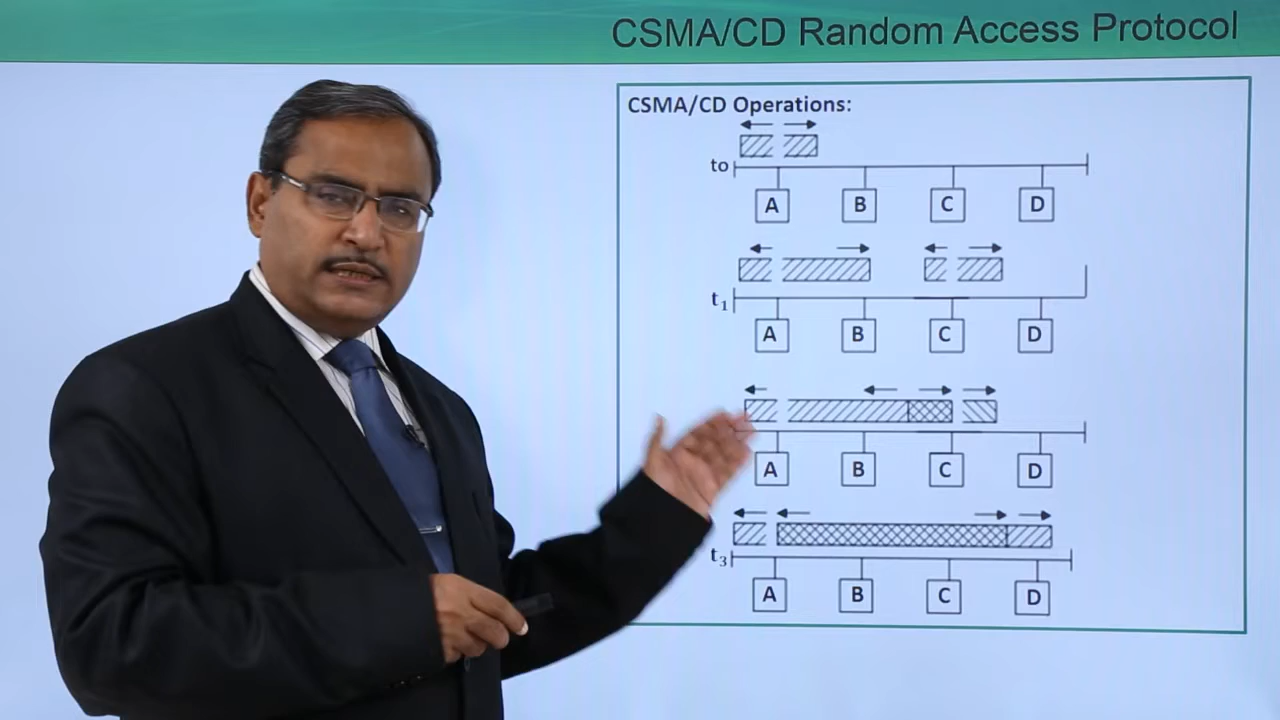 CSMA/CD Random Access Protocol
CSMA/CD Operations:
to
A B C D
t1
A B C D
A B C D
t3
A B C D